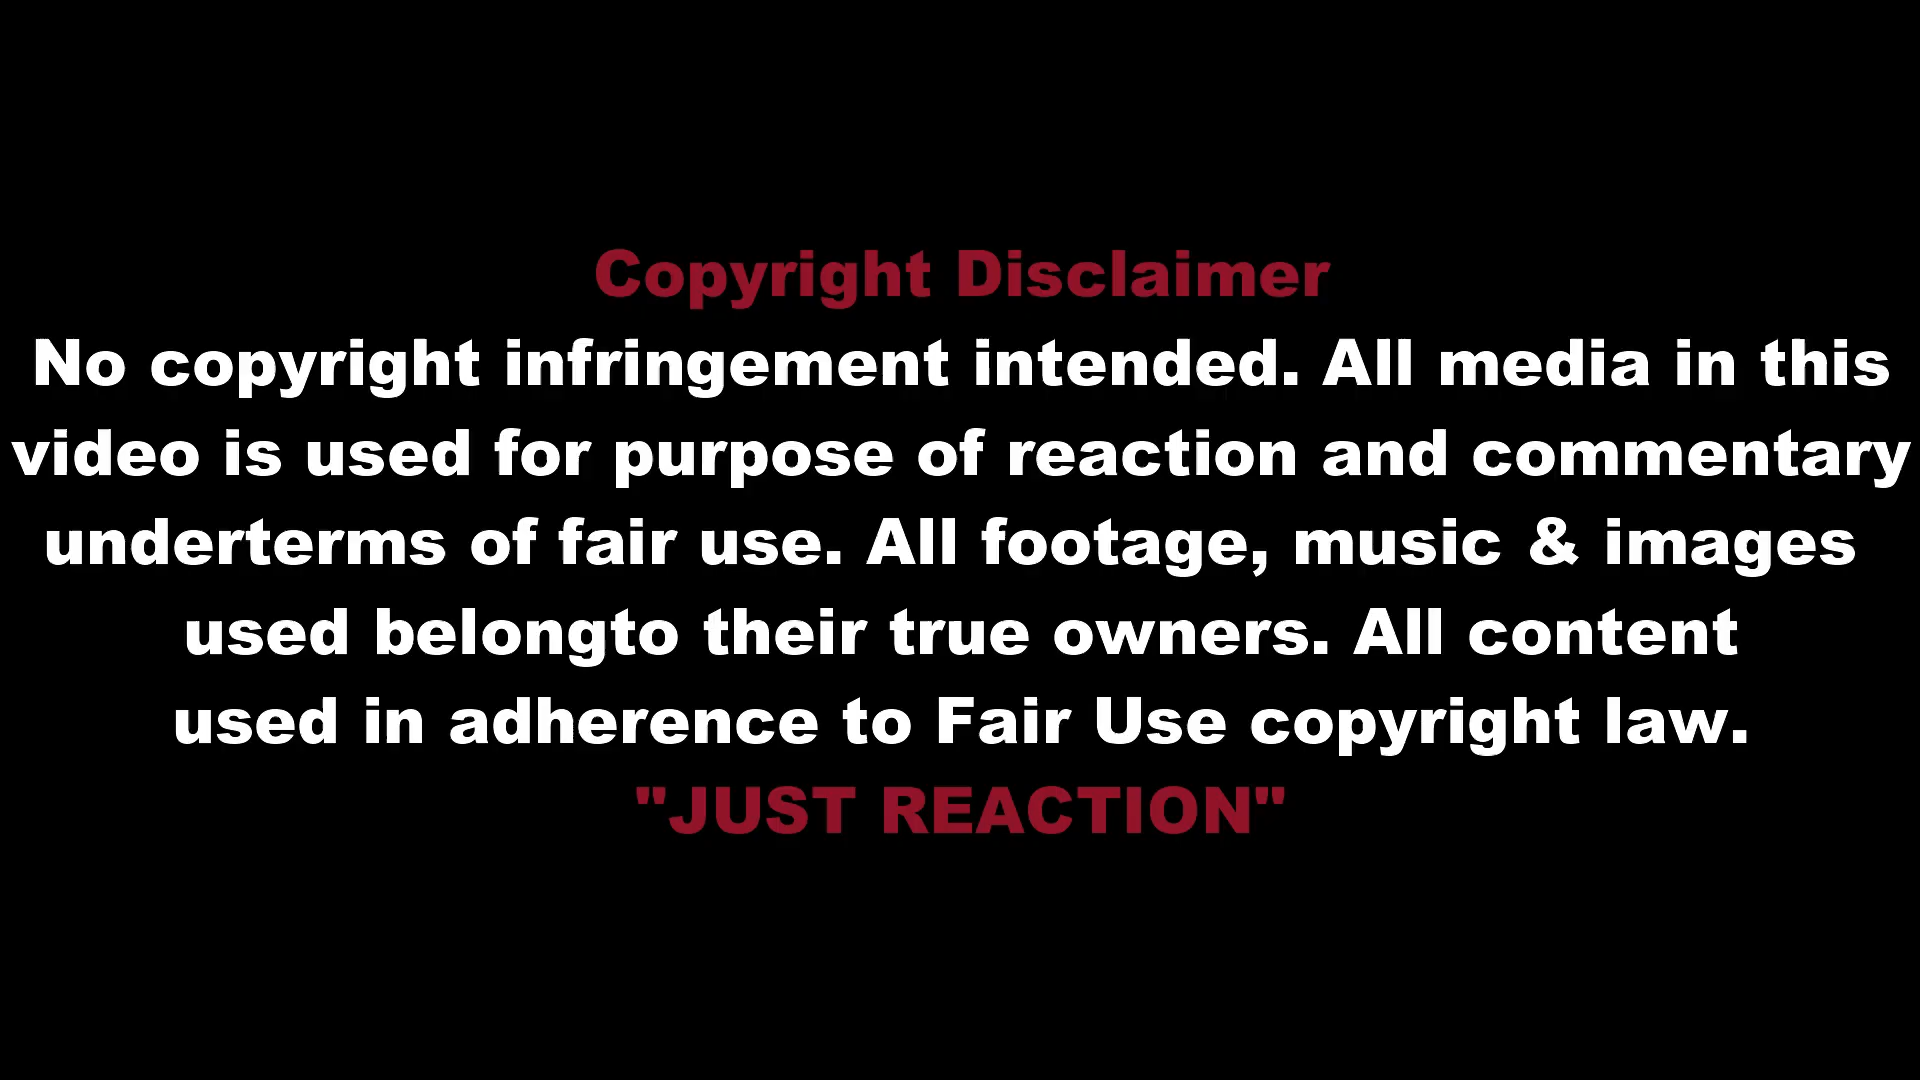 Copyright Disclaimer
No copyright infringement intended. All media in this
video is used for purpose of reaction and commentary
underterms of fair use. All footage, music & images
used belongto their true owners. All content
used in adherence to Fair Use copyright law.
"JUST REACTION"